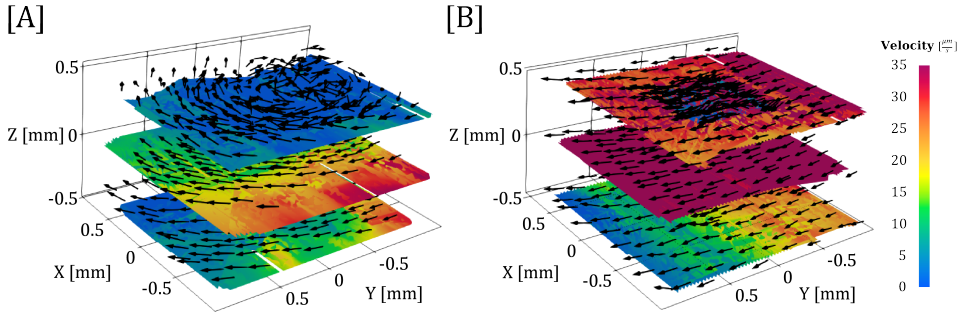 [A] [B]
Velocity [μm/s]
0.5 0.5 35
30
25
Z [mm] 0 Z [mm] 0
20
15
-0.5 -0.5
10
0.5 0.5
5
0 0
X [mm] -0.5 X [mm] -0.5 0
-0.5 -0.5
0 0
0.5 Y [mm] 0.5 Y [mm]